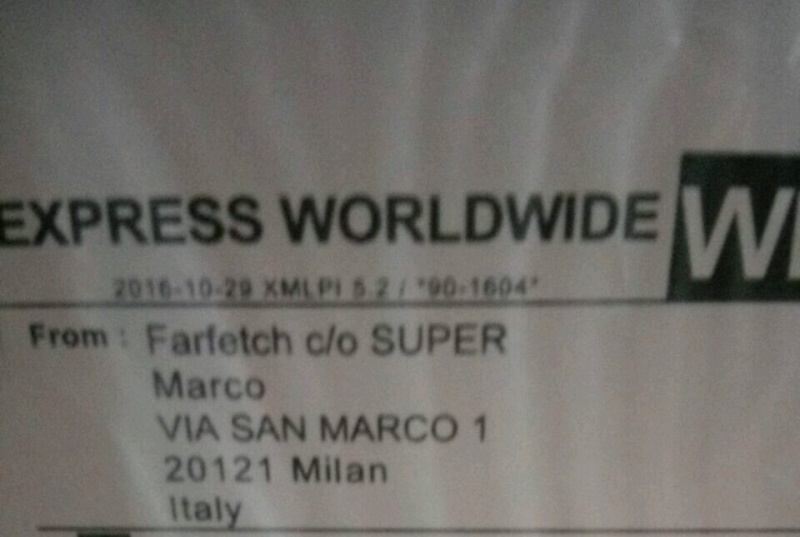 EXPRESS WORLDWIDE
2016-10-29 XMLPI 5.2 / *90-1604*
From : Farfetch c/o SUPER
Marco
VIA SAN MARCO 1
20121 Milan
Italy